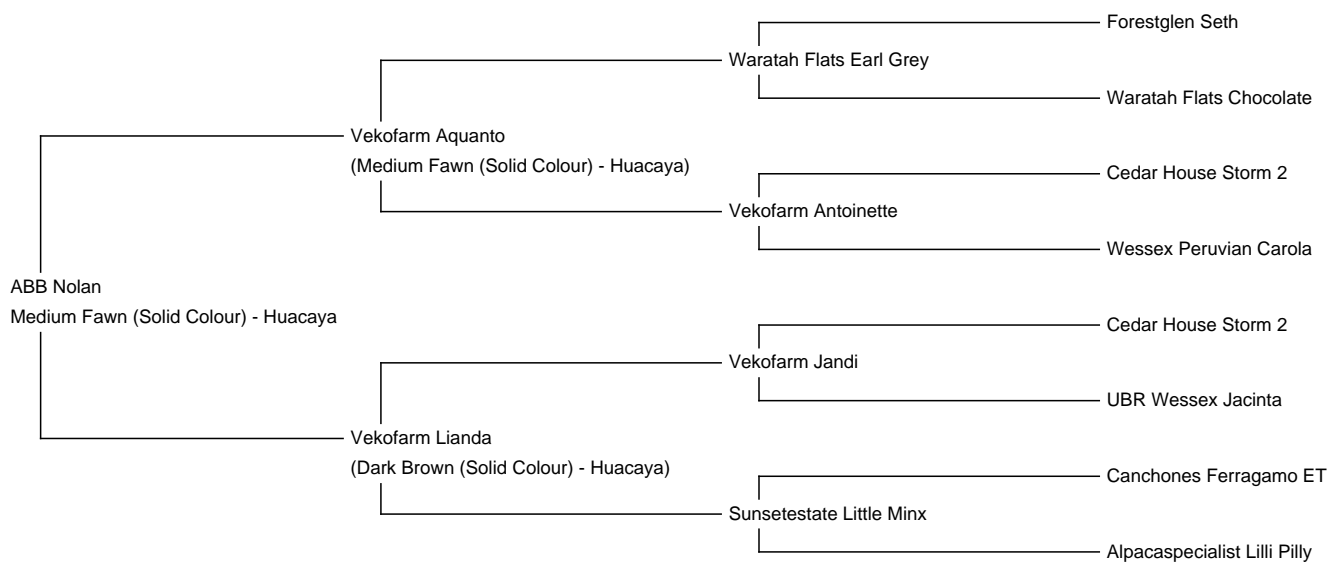 Forestglen Seth
Waratah Flats Earl Grey
Waratah Flats Chocolate
Vekofarm Aquanto
(Medium Fawn (Solid Colour) - Huacaya)
Cedar House Storm 2
Vekofarm Antoinette
Wessex Peruvian Carola
ABB Nolan
Medium Fawn (Solid Colour) - Huacaya
Cedar House Storm 2
Vekofarm Jandi
UBR Wessex Jacinta
Vekofarm Lianda
(Dark Brown (Solid Colour) - Huacaya)
Canchones Ferragamo ET
Sunsetestate Little Minx
Alpacaspecialist Lilli Pilly